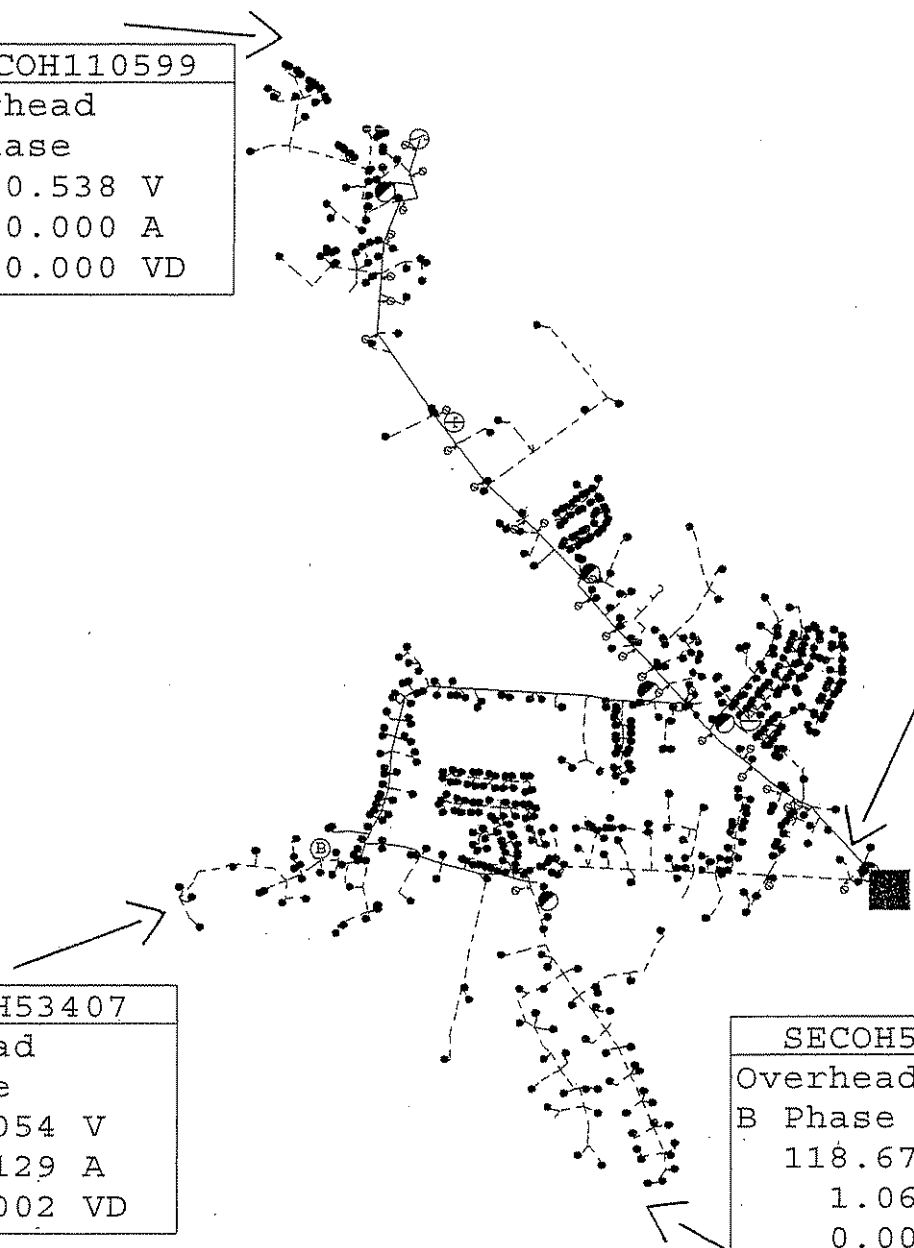 COH110599
rhead
ase
0.538 V
0.000 A
0.000 VD
B
H53407
ad
e
054 V
129 A
002 VD
SECOH5
Overhead
B Phase
118.67
1.06
0.00